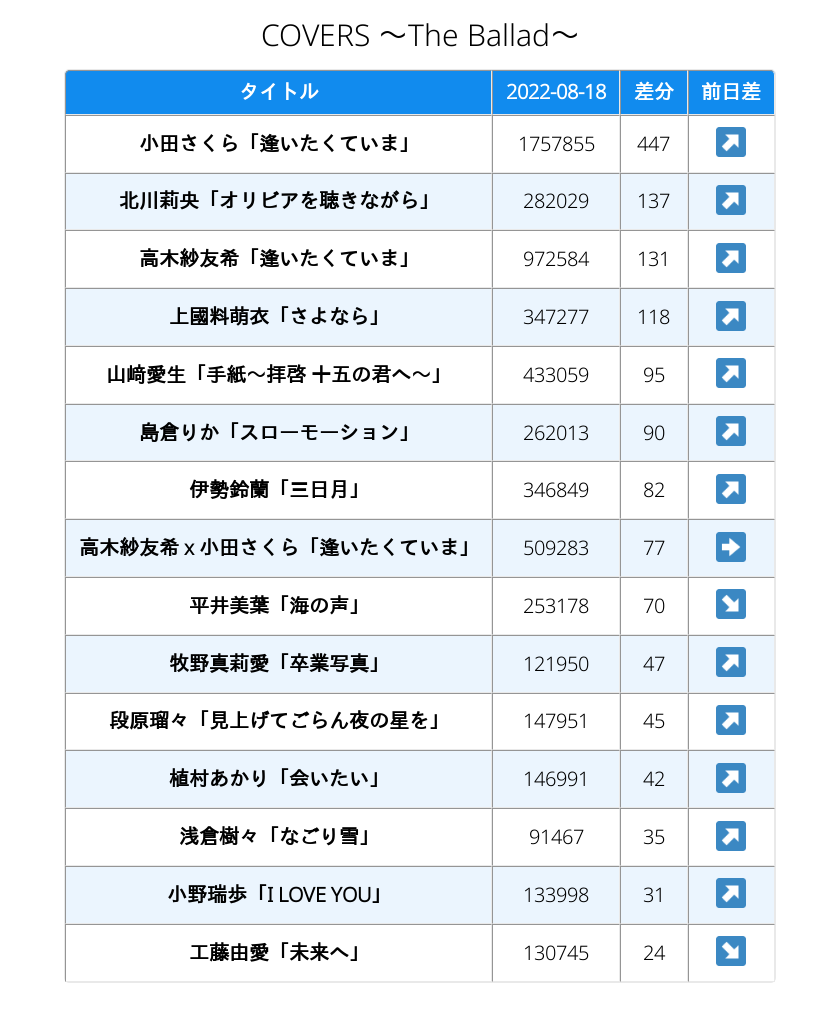 COVERS ～The Ballad～
タイトル 2022-08-18 差分 前日差
小田さくら「逢いたくていま」 1757855 447 ↗
北川莉央「オリビアを聴きながら」 282029 137 ↗
高木紗友希「逢いたくていま」 972584 131 ↗
上國料萌衣「さよなら」 347277 118 ↗
山﨑愛生「手紙～拝啓 十五の君へ～」 433059 95 ↗
島倉りか「スローモーション」 262013 90 ↗
伊勢鈴蘭「三日月」 346849 82 ↗
高木紗友希 x 小田さくら「逢いたくていま」 509283 77 ➡
平井美葉「海の声」 253178 70 ↘
牧野真莉愛「卒業写真」 121950 47 ↗
段原瑠々「見上げてごらん夜の星を」 147951 45 ↗
植村あかり「会いたい」 146991 42 ↗
浅倉樹々「なごり雪」 91467 35 ↗
小野瑞歩「I LOVE YOU」 133998 31 ↗
工藤由愛「未来へ」 130745 24 ↘